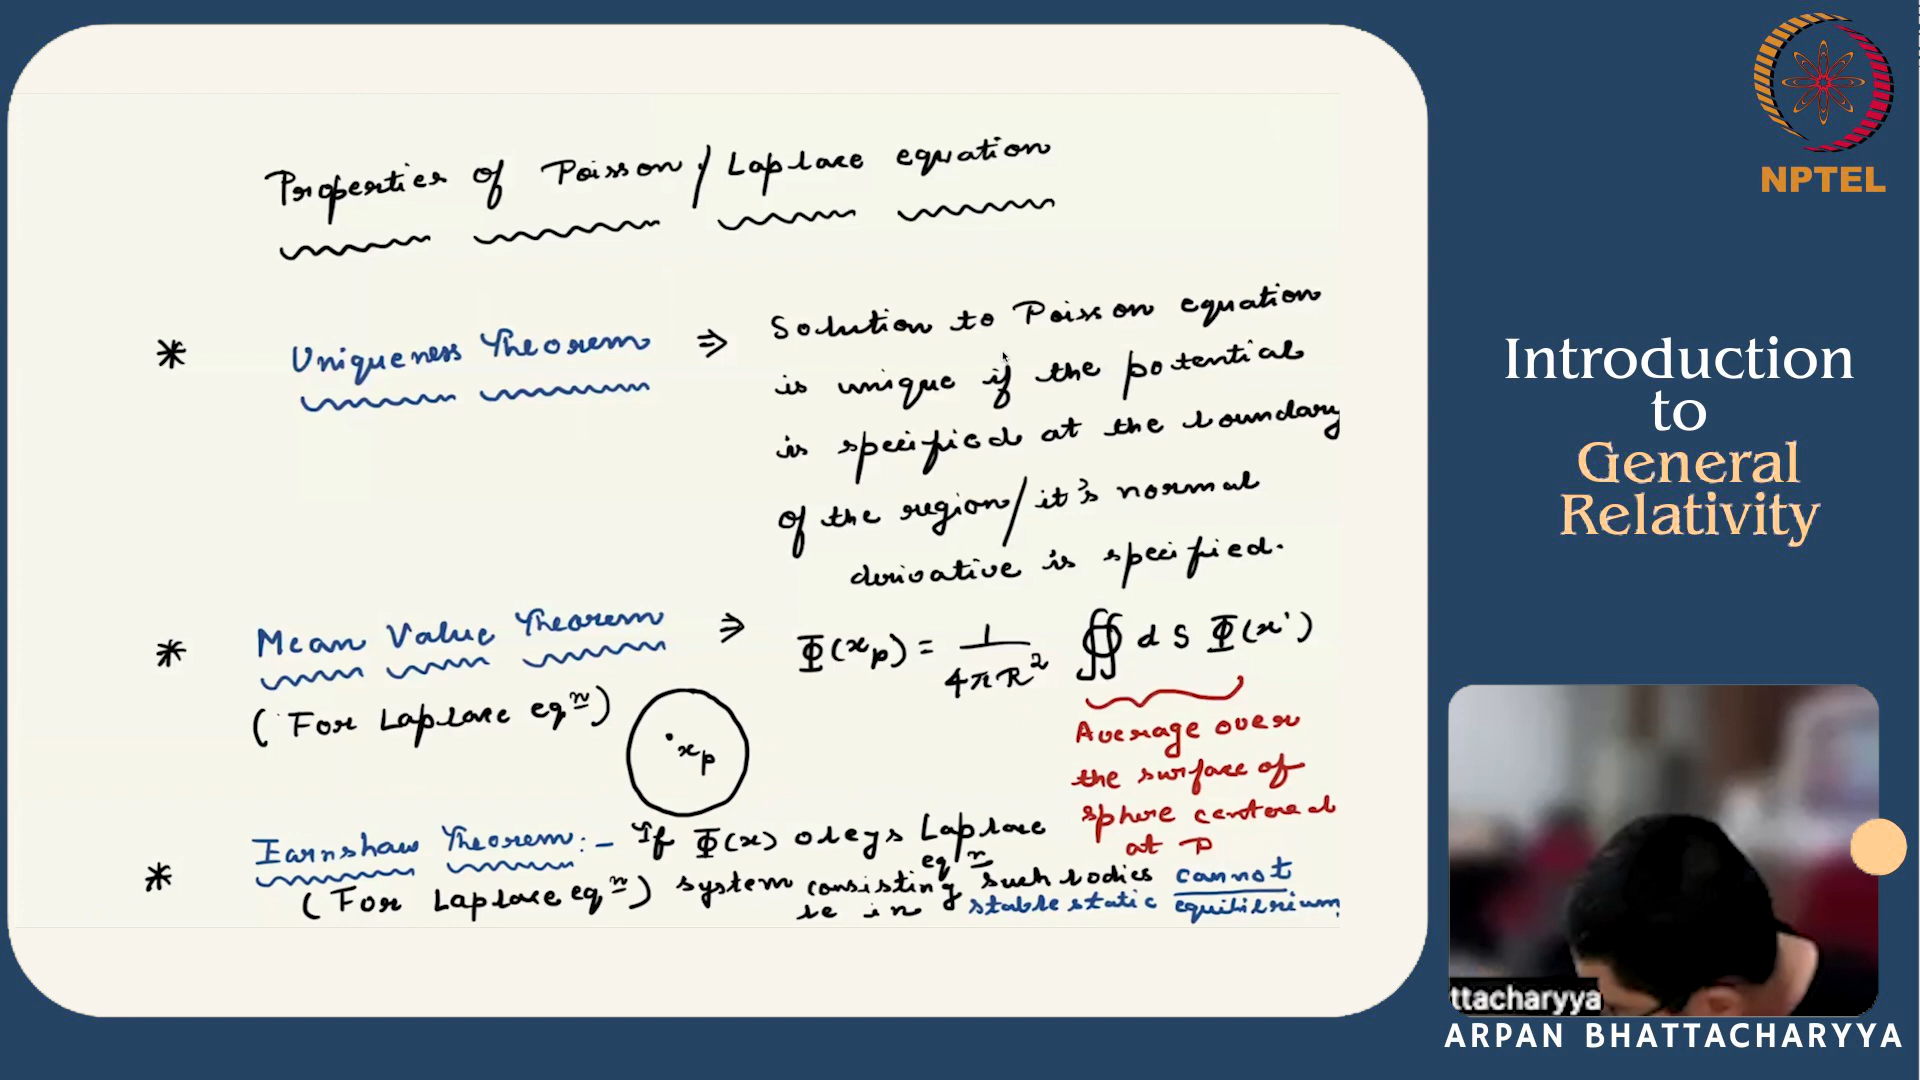 Properties of Poisson / Laplace equation
* Uniqueness Theorem ⇒ Solution to Poisson equation
is unique if the potential
is specified at the boundary
of the region / it's normal
derivative is specified.
* Mean Value Theorem ⇒ Φ(x_p) = 1/4πR² ∯ dS Φ(x')
(For Laplace eqⁿ)
x_p
Average over
the surface of
sphere centered
at P
* Earnshaw Theorem :- If Φ(x) obeys Laplace
eqⁿ
(For Laplace eqⁿ) system consisting such bodies cannot
be in stable static equilibrium
NPTEL
Introduction
to
General
Relativity
ttacharyya
ARPAN BHATTACHARYYA